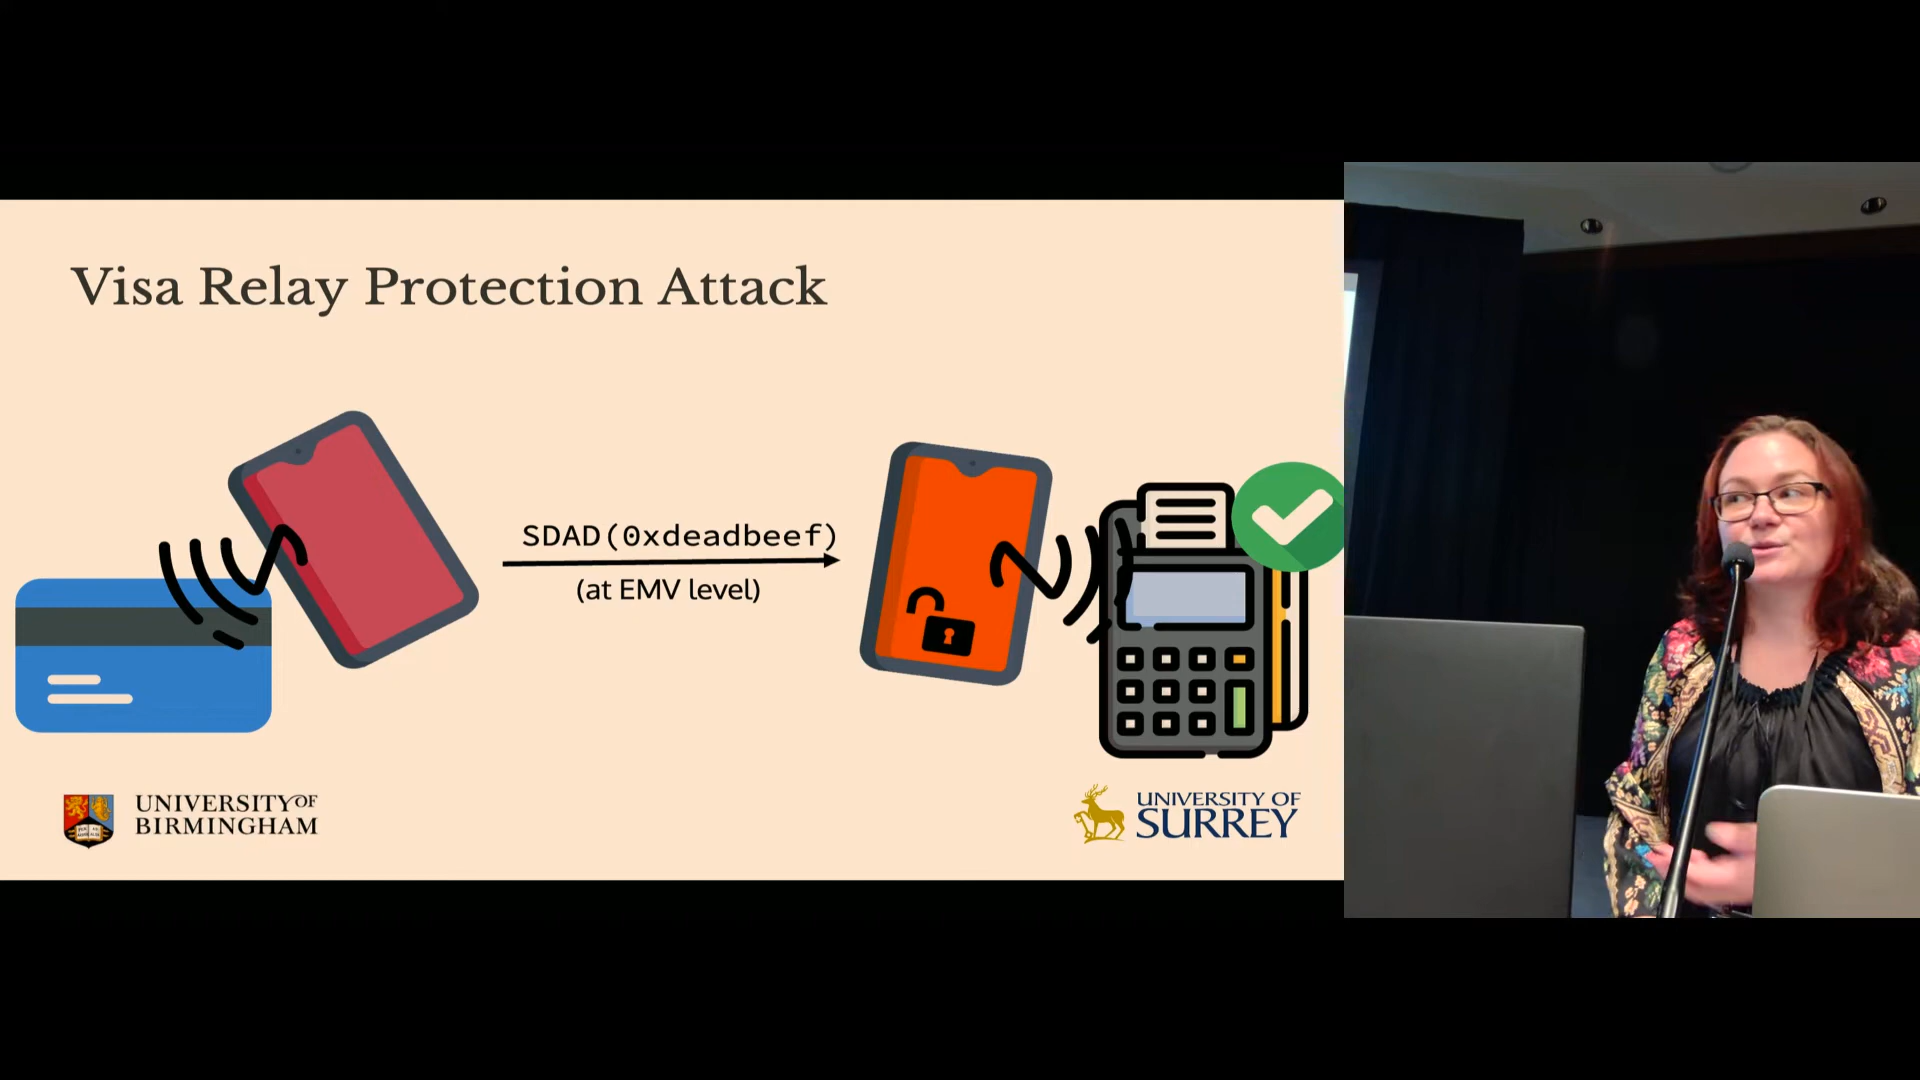 Visa Relay Protection Attack
SDAD(0xdeadbeef)
(at EMV level)
UNIVERSITY OF
BIRMINGHAM
UNIVERSITY OF
SURREY